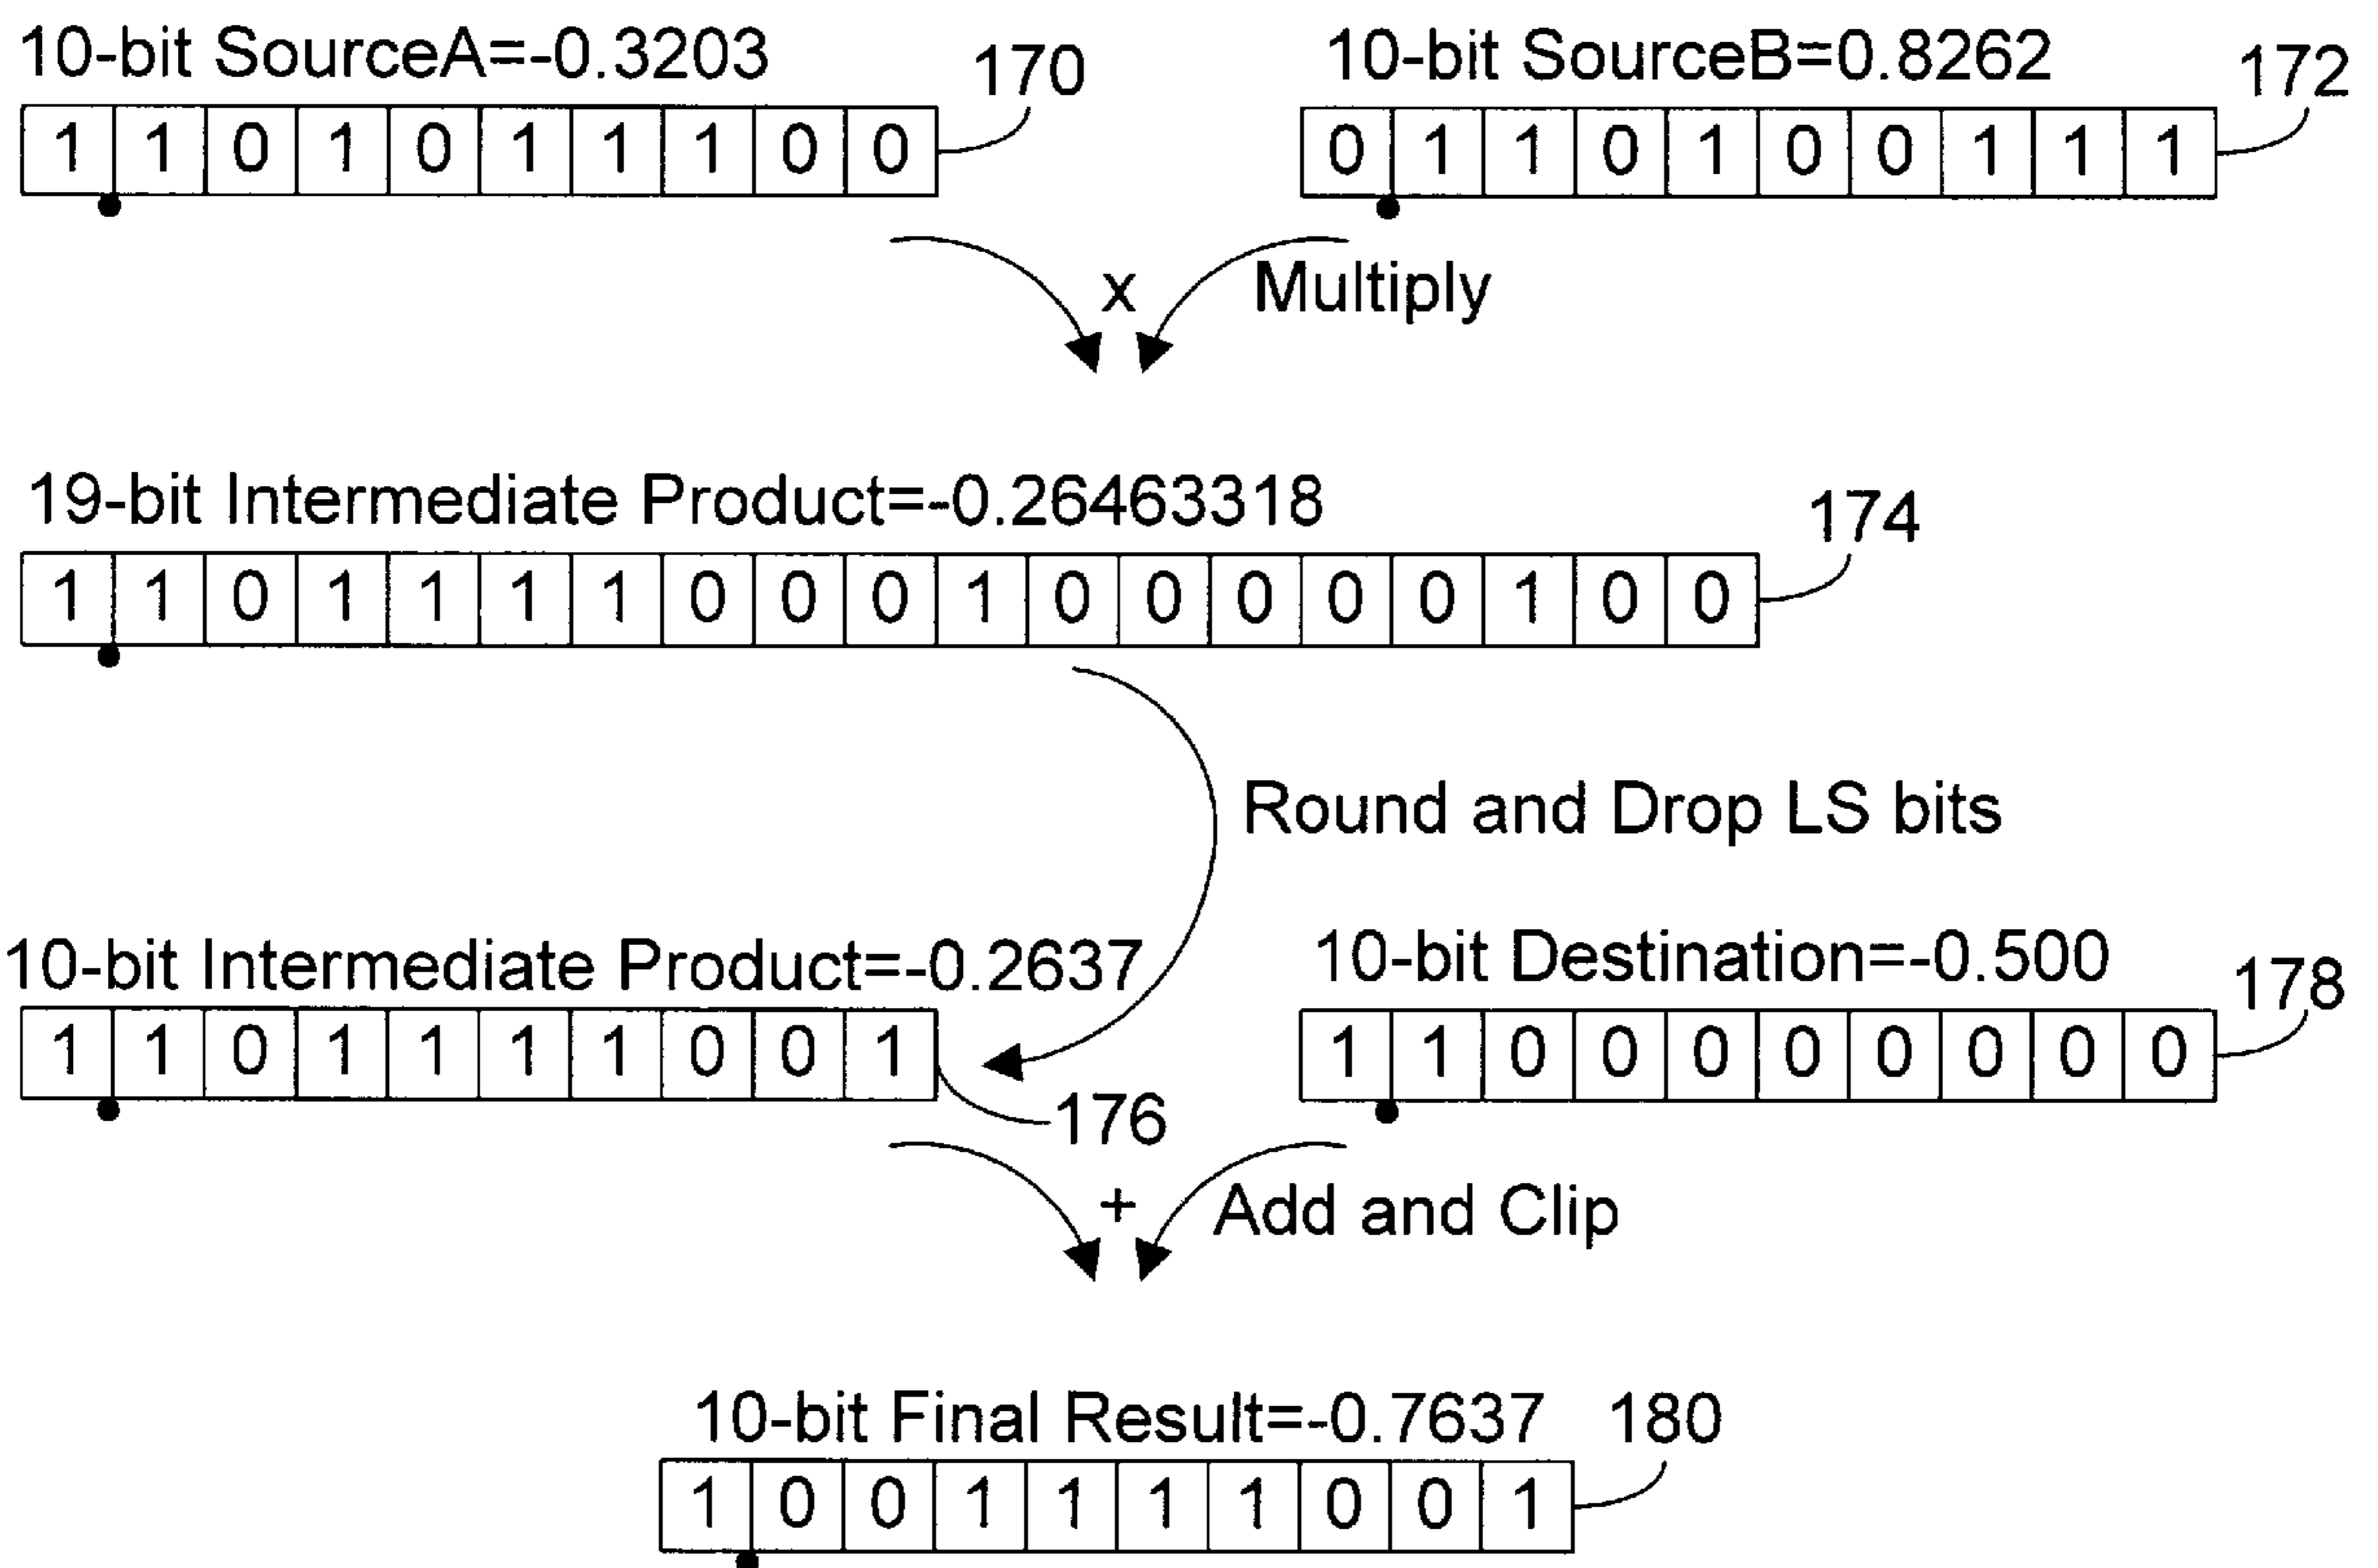 10-bit SourceA=-0.3203 170 10-bit SourceB=0.8262 172
1 1 0 1 0 1 1 1 0 0 0 1 1 0 1 0 0 1 1 1
x Multiply
19-bit Intermediate Product=-0.26463318 174
1 1 0 1 1 1 1 0 0 0 1 0 0 0 0 0 1 0 0
Round and Drop LS bits
10-bit Intermediate Product=-0.2637 10-bit Destination=-0.500 178
1 1 0 1 1 1 1 0 0 1 1 1 0 0 0 0 0 0 0 0
176
+ Add and Clip
10-bit Final Result=-0.7637 180
1 0 0 1 1 1 1 0 0 1